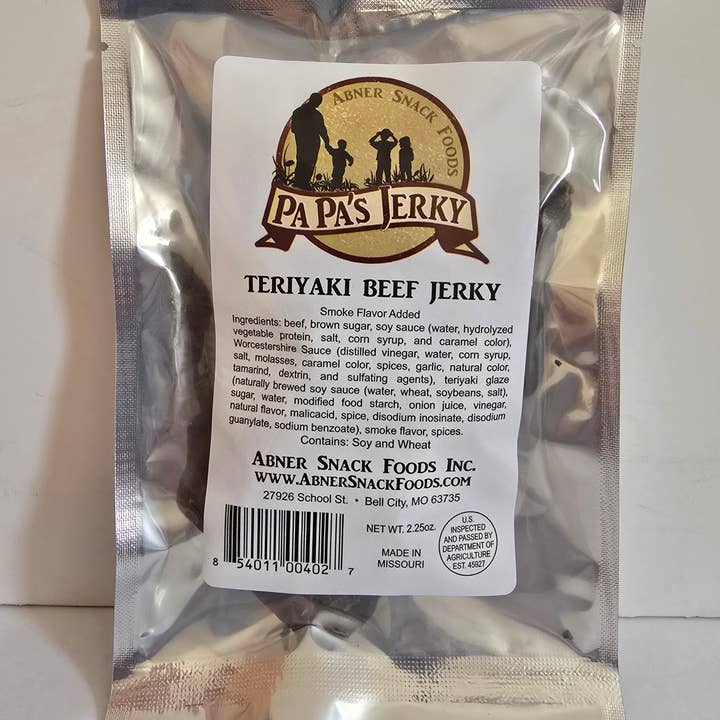 ABNER SNACK FOODS
PA PA'S JERKY
TERIYAKI BEEF JERKY
Smoke Flavor Added
Ingredients: beef, brown sugar, soy sauce (water, hydrolyzed
vegetable protein, salt, corn syrup, and caramel color),
Worcestershire Sauce (distilled vinegar, water, corn syrup,
salt, molasses, caramel color, spices, garlic, natural color,
tamarind, dextrin, and sulfating agents), teriyaki glaze
(naturally brewed soy sauce (water, wheat, soybeans, salt),
sugar, water, modified food starch, onion juice, vinegar,
natural flavor, malicacid, spice, disodium inosinate, disodium
guanylate, sodium benzoate), smoke flavor, spices.
Contains: Soy and Wheat
ABNER SNACK FOODS INC.
WWW.ABNERSNACKFOODS.COM
27926 School St. • Bell City, MO 63735
8 54011 00402 7
NET WT. 2.25oz.
MADE IN
MISSOURI
U.S.
INSPECTED
AND PASSED BY
DEPARTMENT OF
AGRICULTURE
EST. 45927